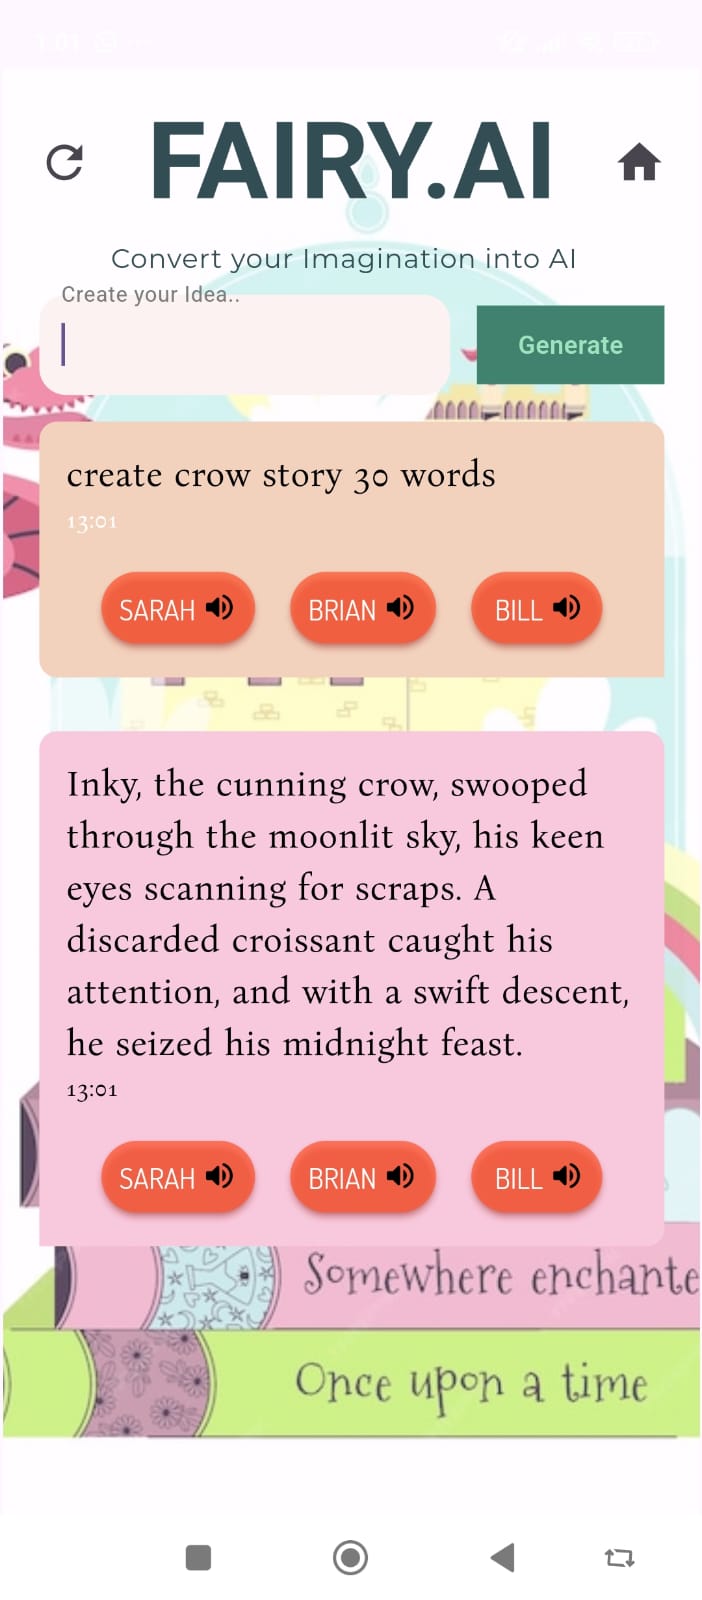 FAIRY.AI
Convert your Imagination into AI
Create your Idea..
Generate
create crow story 30 words
13:01
SARAH BRIAN BILL
Inky, the cunning crow, swooped
through the moonlit sky, his keen
eyes scanning for scraps. A
discarded croissant caught his
attention, and with a swift descent,
he seized his midnight feast.
13:01
SARAH BRIAN BILL
Somewhere enchante
Once upon a time